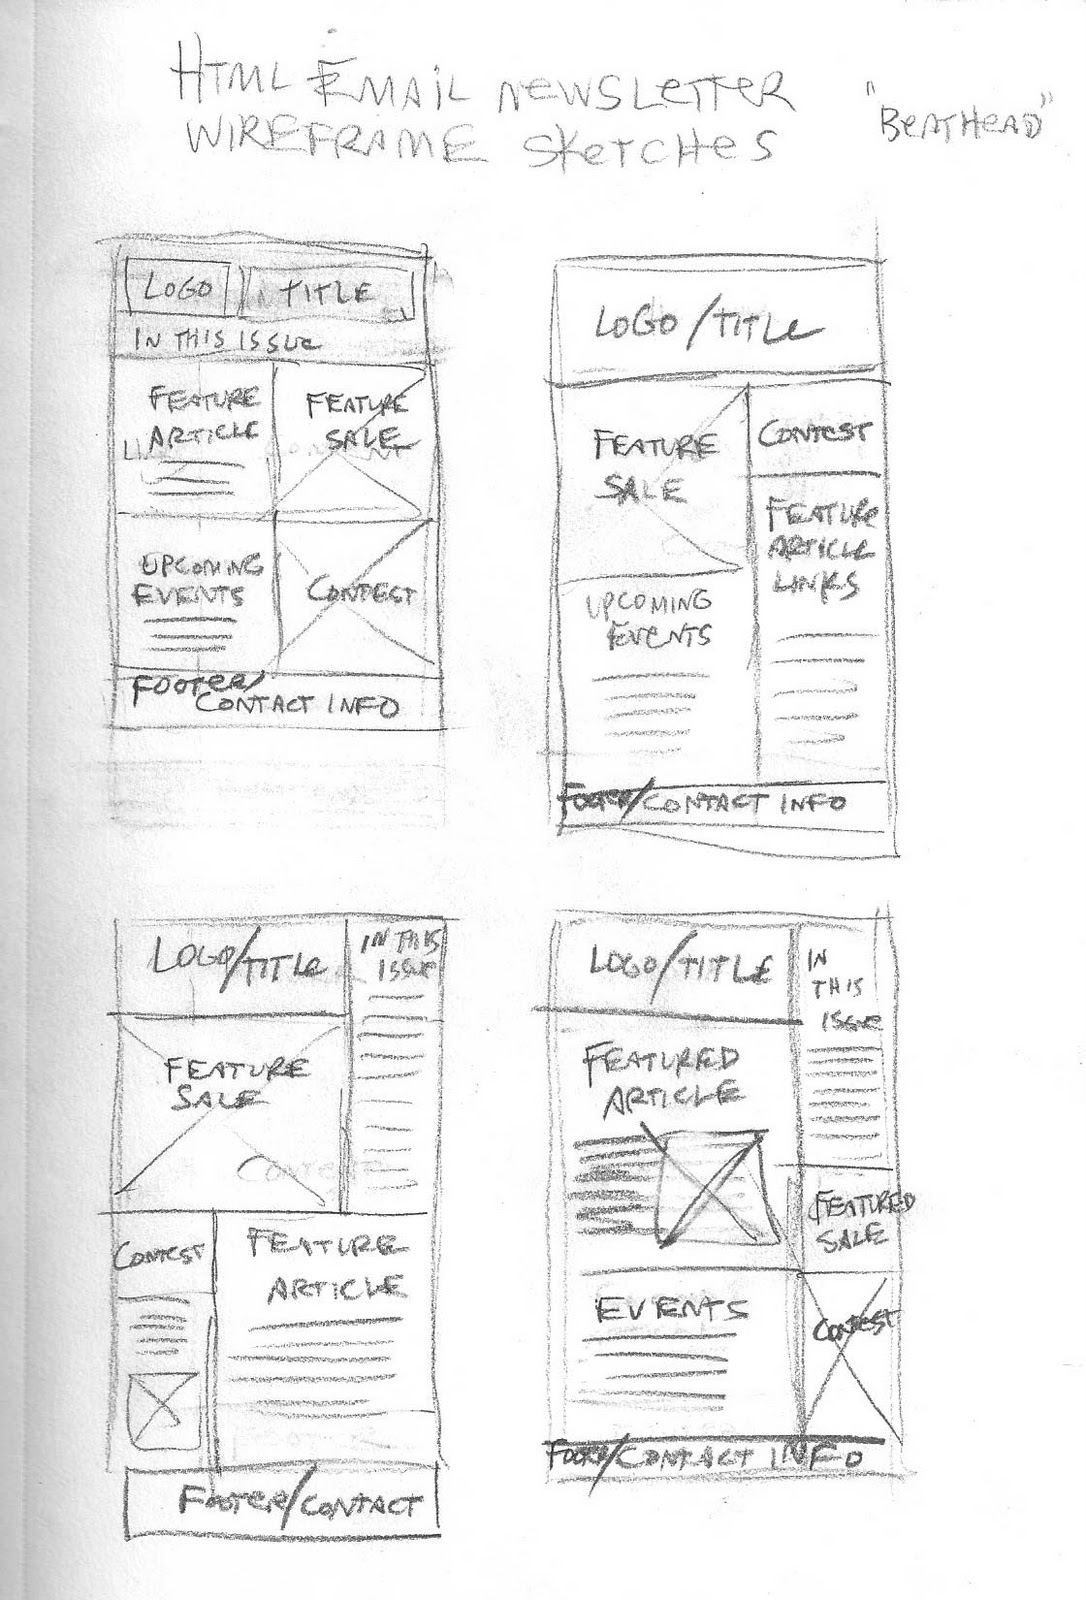 HTML EMAIL NEWSLETTER
WIREFRAME SKETCHES
"BEATHEAD"
LOGO TITLE
IN THIS ISSUE
FEATURE
ARTICLE
FEATURE
SALE
UPCOMING
EVENTS
CONTEST
FOOTER/
CONTACT INFO
LOGO/TITLE
FEATURE
SALE
CONTEST
FEATURE
ARTICLE
LINKS
UPCOMING
EVENTS
FOOTER/CONTACT INFO
LOGO/TITLE
IN THIS
ISSUE
FEATURE
SALE
CONTEST
FEATURE
ARTICLE
FOOTER/CONTACT
LOGO/TITLE
IN
THIS
ISSUE
FEATURED
ARTICLE
FEATURED
SALE
EVENTS
CONTEST
FOOTER/CONTACT INFO